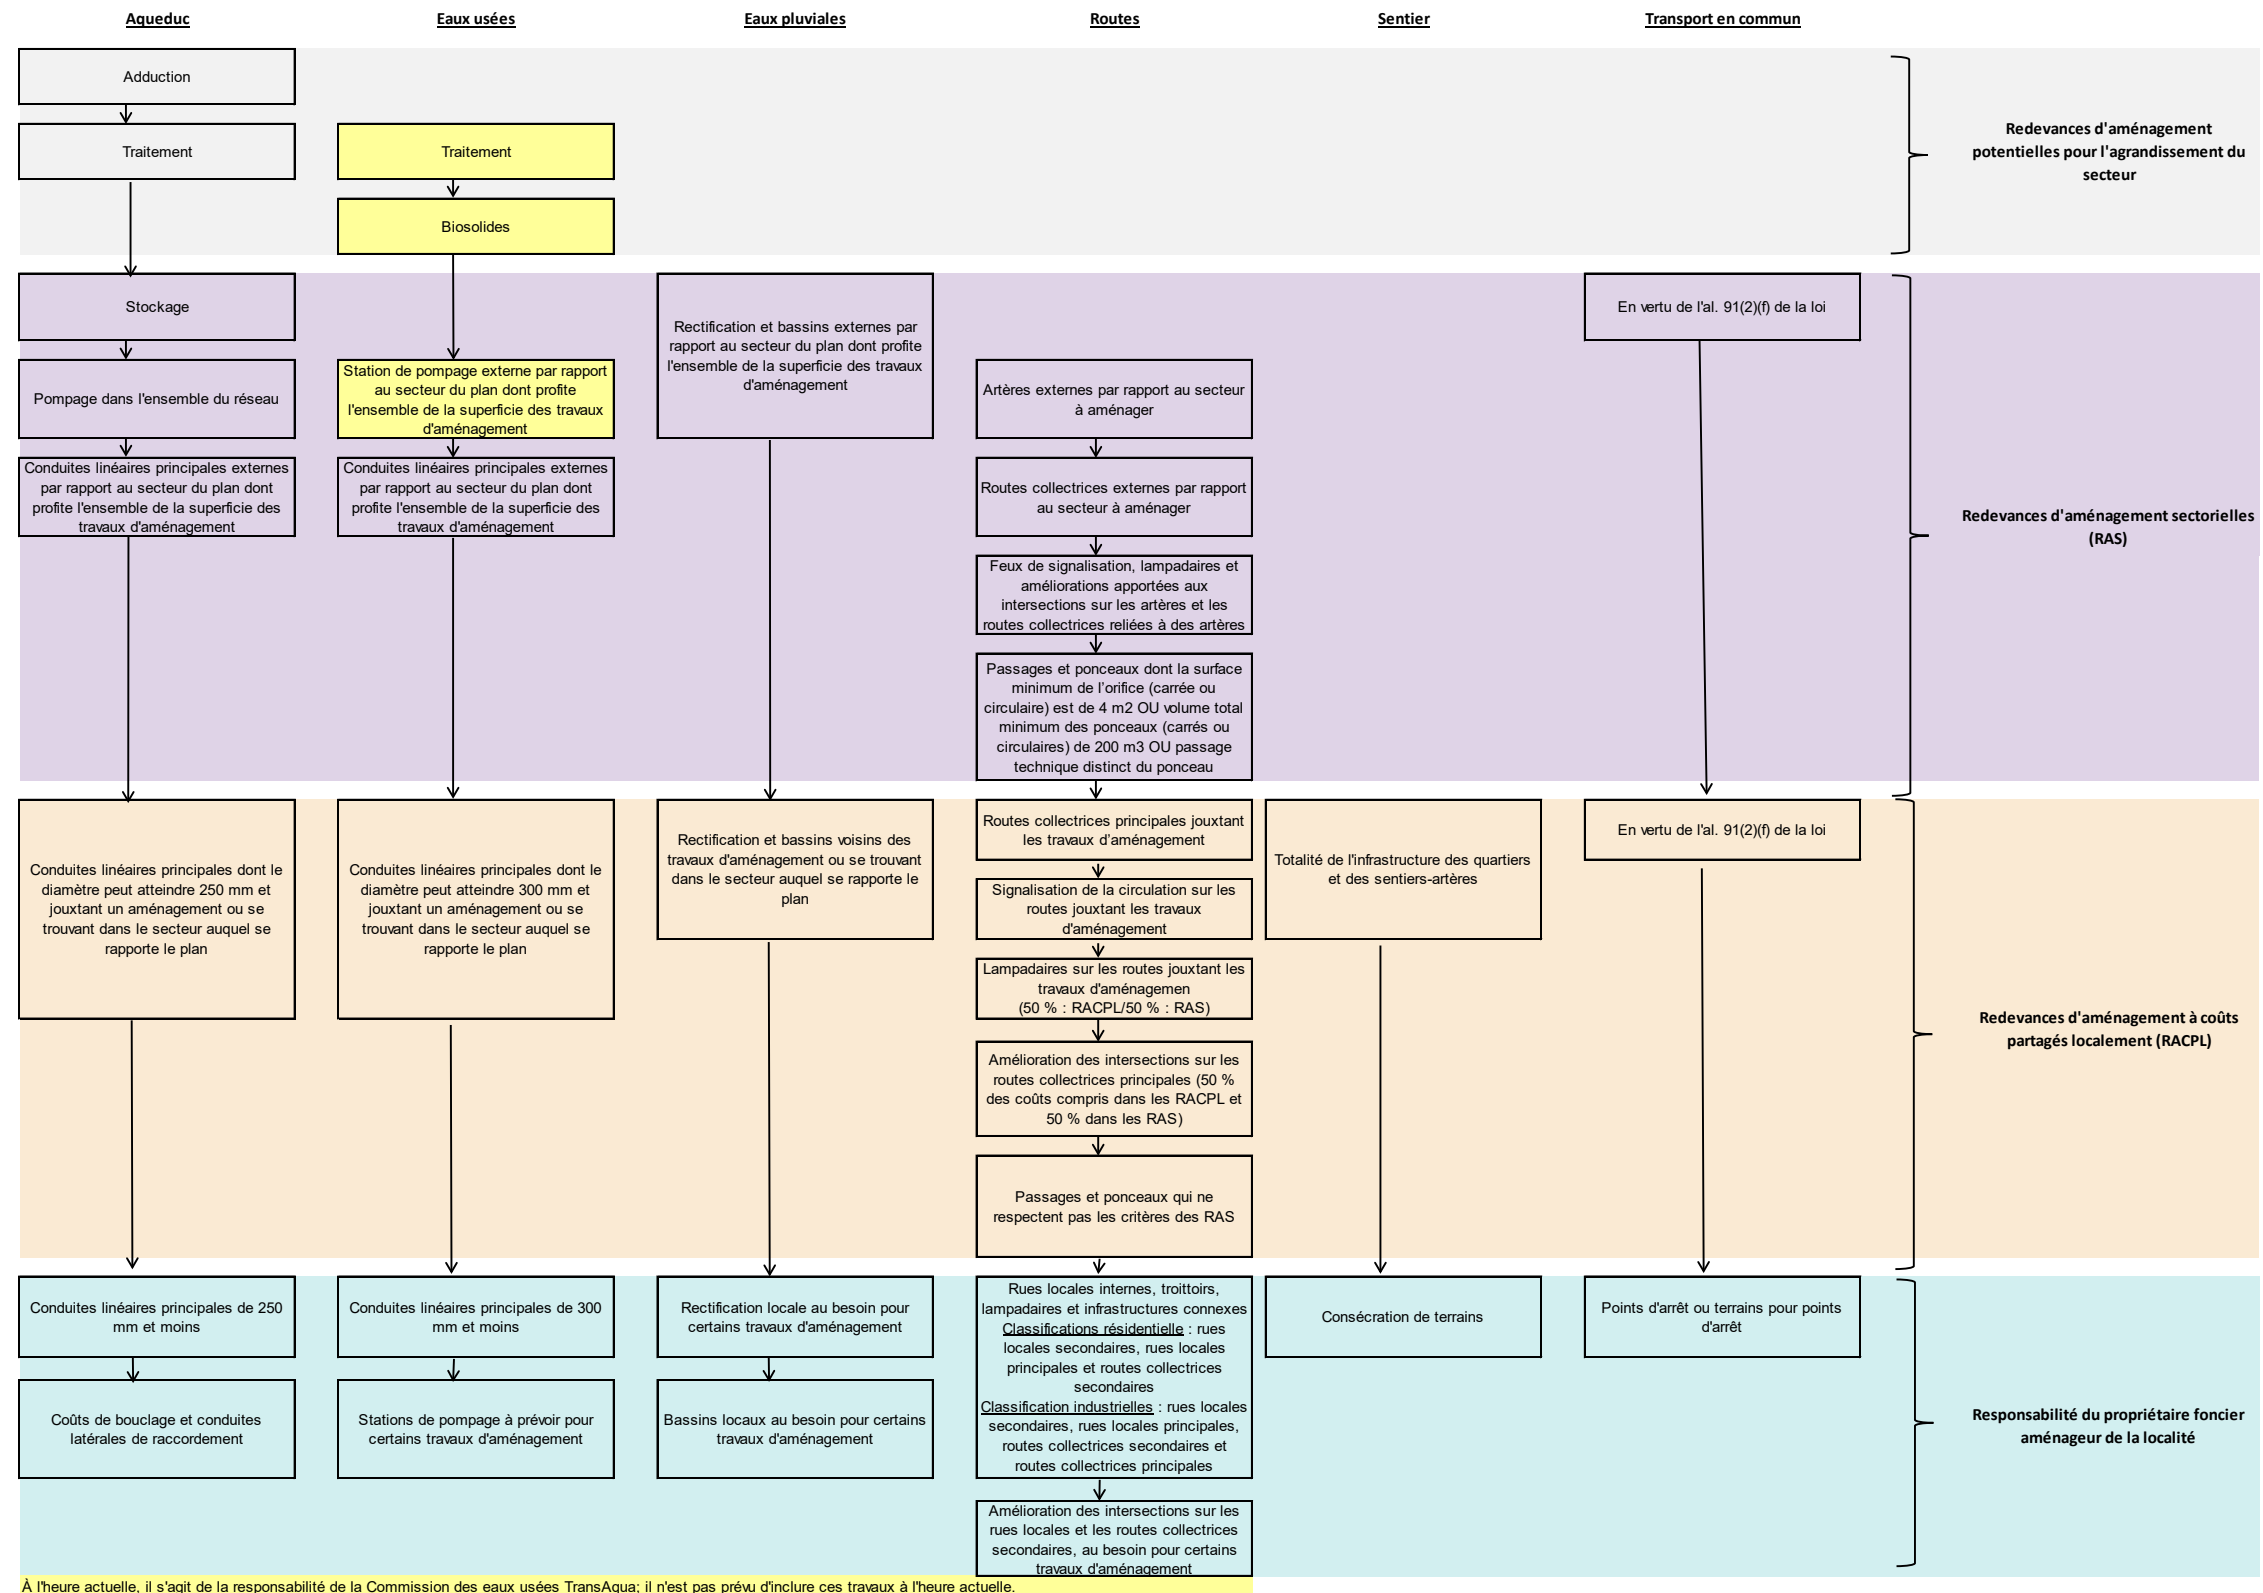 Aqueduc
Eaux usées
Eaux pluviales
Routes
Sentier
Transport en commun
Adduction
Traitement
Traitement
Biosolides
Redevances d'aménagement
potentielles pour l'agrandissement du
secteur
Stockage
Pompage dans l'ensemble du réseau
Conduites linéaires principales externes
par rapport au secteur du plan dont
profite l'ensemble de la superficie des
travaux d'aménagement
Station de pompage externe par rapport
au secteur du plan dont profite
l'ensemble de la superficie des travaux
d'aménagement
Conduites linéaires principales externes
par rapport au secteur du plan dont
profite l'ensemble de la superficie des
travaux d'aménagement
Rectification et bassins externes par
rapport au secteur du plan dont profite
l'ensemble de la superficie des travaux
d'aménagement
Artères externes par rapport au secteur
à aménager
Routes collectrices externes par rapport
au secteur à aménager
Feux de signalisation, lampadaires et
améliorations apportées aux
intersections sur les artères et les
routes collectrices reliées à des artères
Passages et ponceaux dont la surface
minimum de l’orifice (carrée ou
circulaire) est de 4 m2 OU volume total
minimum des ponceaux (carrés ou
circulaires) de 200 m3 OU passage
technique distinct du ponceau
En vertu de l'al. 91(2)(f) de la loi
Redevances d'aménagement sectorielles
(RAS)
Conduites linéaires principales dont le
diamètre peut atteindre 250 mm et
jouxtant un aménagement ou se
trouvant dans le secteur auquel se
rapporte le plan
Conduites linéaires principales dont le
diamètre peut atteindre 300 mm et
jouxtant un aménagement ou se
trouvant dans le secteur auquel se
rapporte le plan
Rectification et bassins voisins des
travaux d'aménagement ou se trouvant
dans le secteur auquel se rapporte le
plan
Routes collectrices principales jouxtant
les travaux d’aménagement
Signalisation de la circulation sur les
routes jouxtant les travaux
d'aménagement
Lampadaires sur les routes jouxtant les
travaux d'aménagemen
(50 % : RACPL/50 % : RAS)
Amélioration des intersections sur les
routes collectrices principales (50 %
des coûts compris dans les RACPL et
50 % dans les RAS)
Passages et ponceaux qui ne
respectent pas les critères des RAS
Totalité de l'infrastructure des quartiers
et des sentiers-artères
En vertu de l'al. 91(2)(f) de la loi
Redevances d'aménagement à coûts
partagés localement (RACPL)
Conduites linéaires principales de 250
mm et moins
Coûts de bouclage et conduites
latérales de raccordement
Conduites linéaires principales de 300
mm et moins
Stations de pompage à prévoir pour
certains travaux d'aménagement
Rectification locale au besoin pour
certains travaux d'aménagement
Bassins locaux au besoin pour certains
travaux d'aménagement
Rues locales internes, troittoirs,
lampadaires et infrastructures connexes
Classifications résidentielle : rues
locales secondaires, rues locales
principales et routes collectrices
secondaires
Classification industrielles : rues locales
secondaires, rues locales principales,
routes collectrices secondaires et
routes collectrices principales
Amélioration des intersections sur les
rues locales et les routes collectrices
secondaires, au besoin pour certains
travaux d'aménagement
Consécration de terrains
Points d'arrêt ou terrains pour points
d'arrêt
Responsabilité du propriétaire foncier
aménageur de la localité
À l'heure actuelle, il s'agit de la responsabilité de la Commission des eaux usées TransAqua; il n'est pas prévu d'inclure ces travaux à l'heure actuelle.